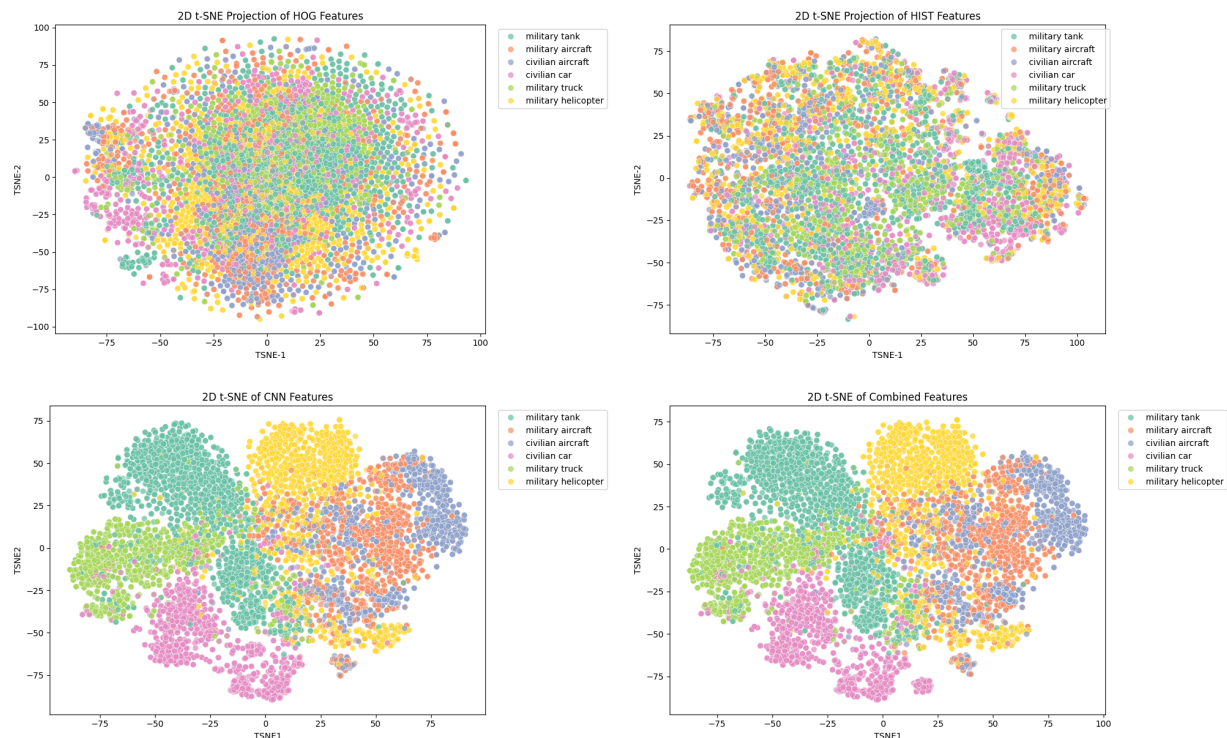 2D t-SNE Projection of HOG Features
100
75
50
25
0
−25
−50
−75
−100
−75
−50
−25
0
25
50
75
100
TSNE-2
TSNE-1
military tank
military aircraft
civilian aircraft
civilian car
military truck
military helicopter
2D t-SNE Projection of HIST Features
75
50
25
0
−25
−50
−75
−75
−50
−25
0
25
50
75
100
TSNE-2
TSNE-1
military tank
military aircraft
civilian aircraft
civilian car
military truck
military helicopter
2D t-SNE of CNN Features
75
50
25
0
−25
−50
−75
−75
−50
−25
0
25
50
75
TSNE2
TSNE1
military tank
military aircraft
civilian aircraft
civilian car
military truck
military helicopter
2D t-SNE of Combined Features
75
50
25
0
−25
−50
−75
−75
−50
−25
0
25
50
75
100
TSNE2
TSNE1
military tank
military aircraft
civilian aircraft
civilian car
military truck
military helicopter